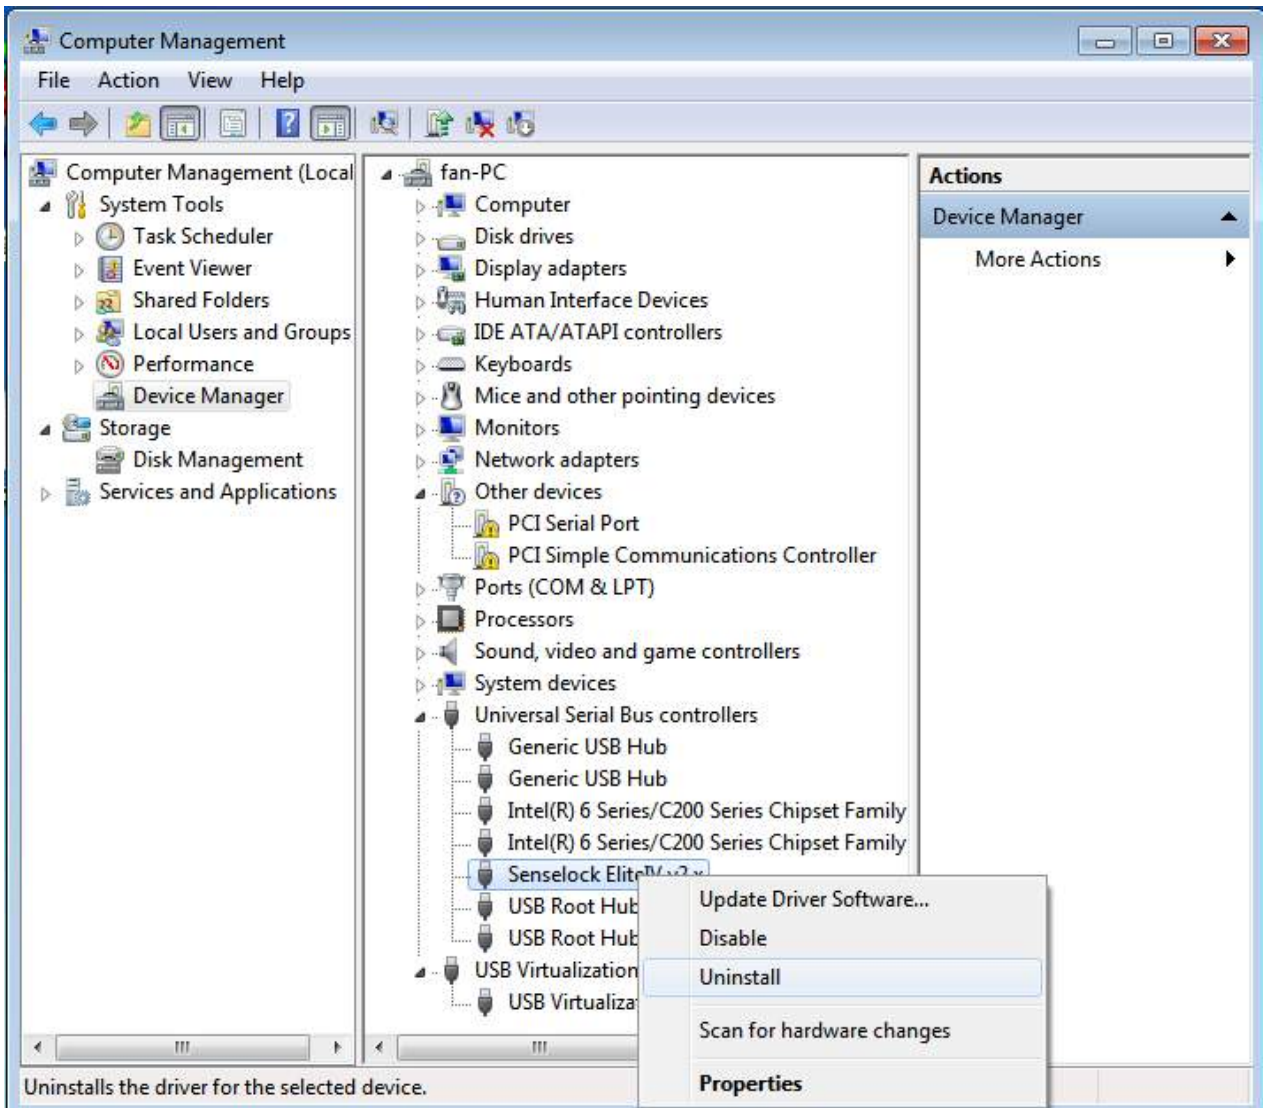 Computer Management
File Action View Help
Computer Management (Local
System Tools
Task Scheduler
Event Viewer
Shared Folders
Local Users and Groups
Performance
Device Manager
Storage
Disk Management
Services and Applications
fan-PC
Computer
Disk drives
Display adapters
Human Interface Devices
IDE ATA/ATAPI controllers
Keyboards
Mice and other pointing devices
Monitors
Network adapters
Other devices
PCI Serial Port
PCI Simple Communications Controller
Ports (COM & LPT)
Processors
Sound, video and game controllers
System devices
Universal Serial Bus controllers
Generic USB Hub
Generic USB Hub
Intel(R) 6 Series/C200 Series Chipset Family
Intel(R) 6 Series/C200 Series Chipset Family
Senselock EliteIV v2.x
USB Root Hub
USB Root Hub
USB Virtualization
USB Virtualiza
Update Driver Software...
Disable
Uninstall
Scan for hardware changes
Properties
Actions
Device Manager
More Actions
Uninstalls the driver for the selected device.